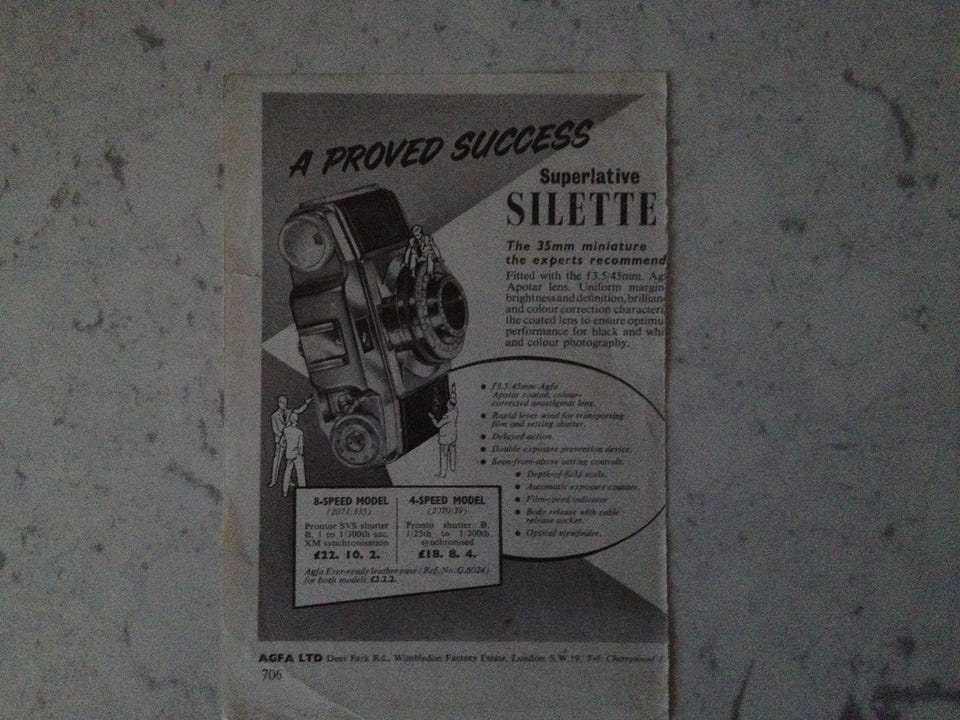 A PROVED SUCCESS
Superlative
SILETTE
The 35mm miniature
the experts recommend
Fitted with the f3.5/45mm. Ag
Apotar lens. Uniform margin
brightness and definition, brillian
and colour correction characteri
the coated lens to ensure optimu
performance for black and whi
and colour photography.
● f3.5/45mm Agfa
Apotar coated, colour-
corrected anastigmat lens.
● Rapid lever wind for transporting
film and setting shutter.
● Delayed action.
● Double exposure prevention device.
● Seen-from-above setting controls.
● Depth-of-field scale.
● Automatic exposure counter.
● Film-speed indicator
● Body release with cable
release socket.
● Optical viewfinder.
8-SPEED MODEL
(2071/335)
Prontor SVS shutter
B, 1 to 1/300th sec.
XM synchronisation
£22. 10. 2.
4-SPEED MODEL
(2070/39)
Pronto shutter B,
1/25th to 1/200th
synchronised
£18. 8. 4.
Agfa Ever-ready leather case (Ref. No. G.6024)
for both models £3.2.2.
AGFA LTD Deer Park Rd., Wimbledon Factory Estate, London S.W.19. Tel: Cherrywood
706